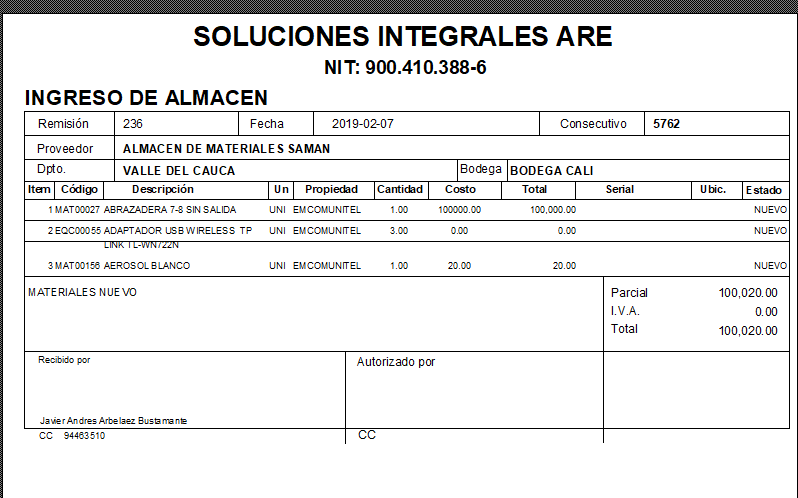 SOLUCIONES INTEGRALES ARE
NIT: 900.410.388-6
INGRESO DE ALMACEN
Remisión 236 Fecha 2019-02-07 Consecutivo 5762
Proveedor ALMACEN DE MATERIALES SAMAN
Dpto. VALLE DEL CAUCA Bodega BODEGA CALI
Item Código Descripción Un Propiedad Cantidad Costo Total Serial Ubic. Estado
1 MAT00027 ABRAZADERA 7-8 SIN SALIDA UNI EMCOMUNITEL 1.00 100000.00 100,000.00 NUEVO
2 EQC00055 ADAPTADOR USB WIRELESS TP UNI EMCOMUNITEL 3.00 0.00 0.00 NUEVO
LINK TL-WN722N
3 MAT00156 AEROSOL BLANCO UNI EMCOMUNITEL 1.00 20.00 20.00 NUEVO
MATERIALES NUEVO Parcial 100,020.00
I.V.A. 0.00
Total 100,020.00
Recibido por Autorizado por
Javier Andres Arbelaez Bustamante
CC 94463510 CC